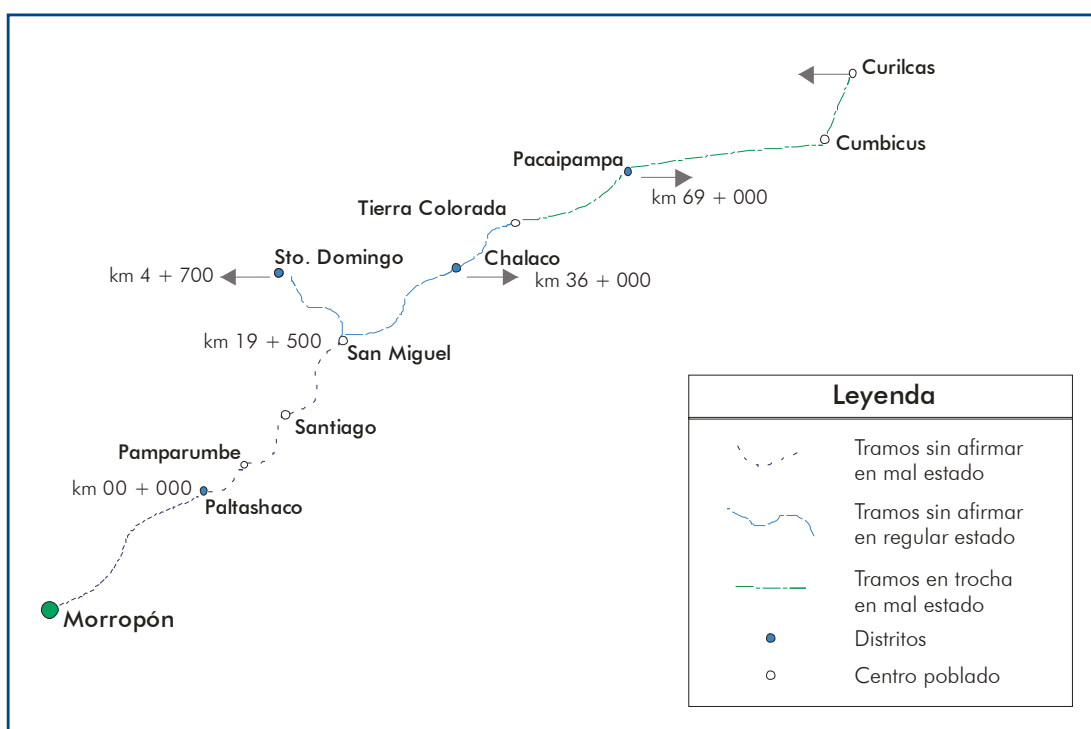 Curilcas
Cumbicus
Pacaipampa
km 69 + 000
Tierra Colorada
Sto. Domingo
Chalaco
km 4 + 700
km 36 + 000
km 19 + 500
San Miguel
Santiago
Pamparumbe
km 00 + 000
Paltashaco
Morropón
Leyenda
Tramos sin afirmar
en mal estado
Tramos sin afirmar
en regular estado
Tramos en trocha
en mal estado
Distritos
Centro poblado